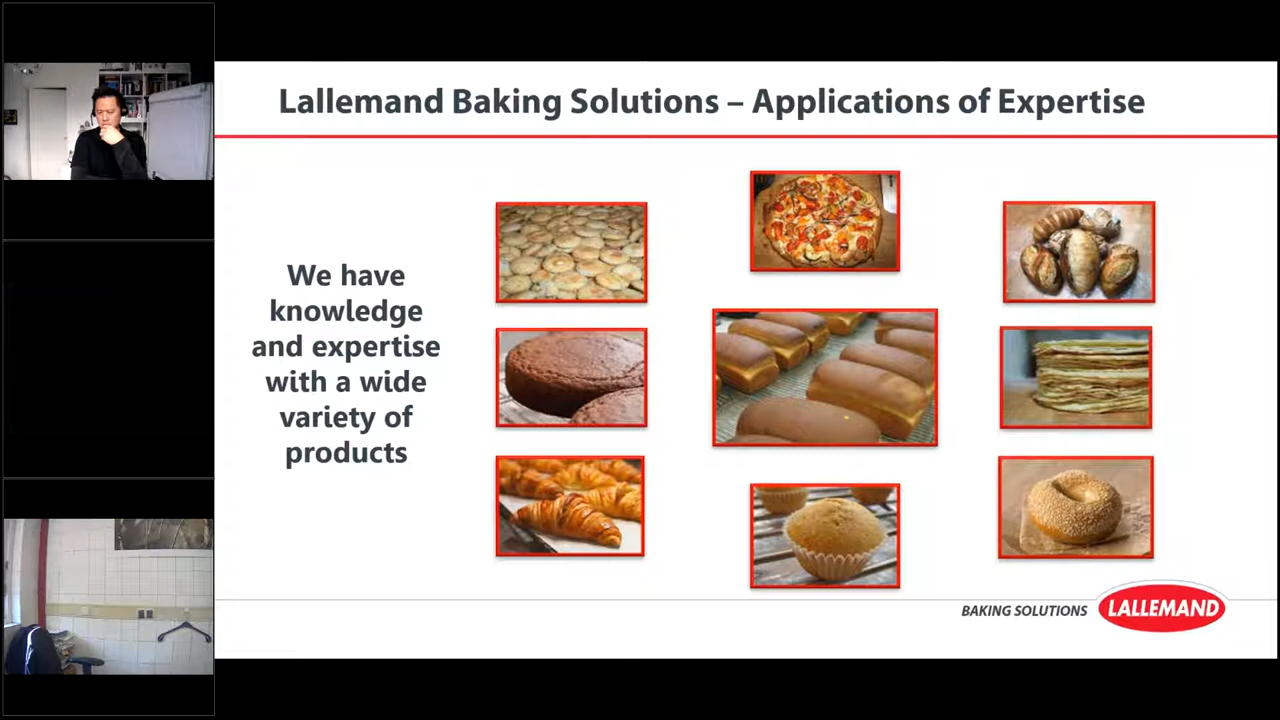 Lallemand Baking Solutions – Applications of Expertise
We have
knowledge
and expertise
with a wide
variety of
products
BAKING SOLUTIONS LALLEMAND